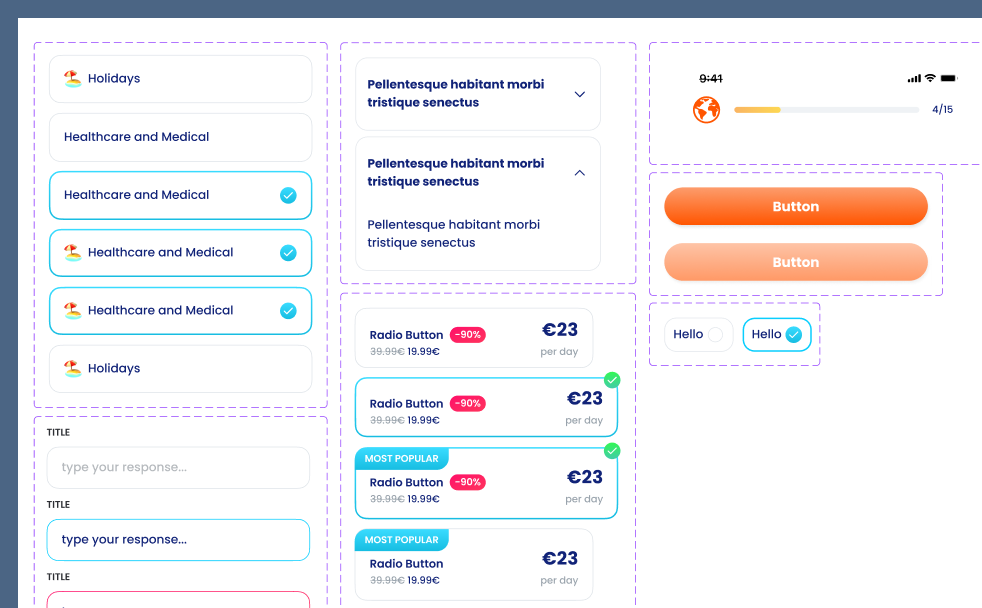 Holidays
Healthcare and Medical
Healthcare and Medical
Healthcare and Medical
Healthcare and Medical
Holidays
TITLE
type your response...
TITLE
type your response...
TITLE
Pellentesque habitant morbi
tristique senectus
Pellentesque habitant morbi
tristique senectus
Pellentesque habitant morbi
tristique senectus
Radio Button -90%
39.99€ 19.99€
€23
per day
Radio Button -90%
39.99€ 19.99€
€23
per day
MOST POPULAR
Radio Button -90%
39.99€ 19.99€
€23
per day
MOST POPULAR
Radio Button
39.99€ 19.99€
€23
per day
9:41
4/15
Button
Button
Hello
Hello